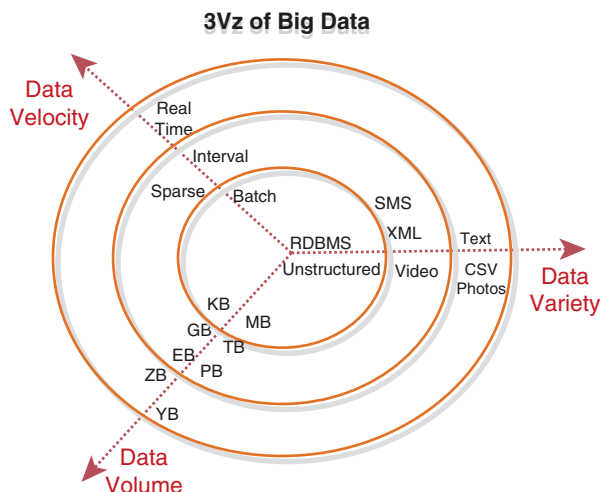 3Vz of Big Data
Data
Velocity
Real
Time
Interval
Sparse
Batch
SMS
XML
Text
RDBMS
Unstructured
Video
CSV
Photos
Data
Variety
KB
MB
GB
TB
EB
PB
ZB
YB
Data
Volume